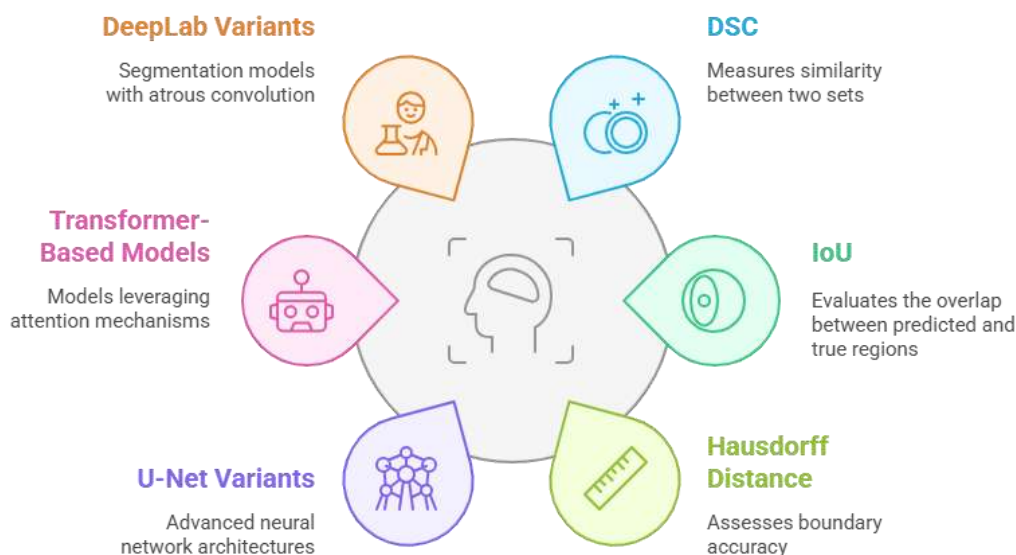 DeepLab Variants
Segmentation models
with atrous convolution
DSC
Measures similarity
between two sets
Transformer-
Based Models
Models leveraging
attention mechanisms
IoU
Evaluates the overlap
between predicted and
true regions
U-Net Variants
Advanced neural
network architectures
Hausdorff
Distance
Assesses boundary
accuracy